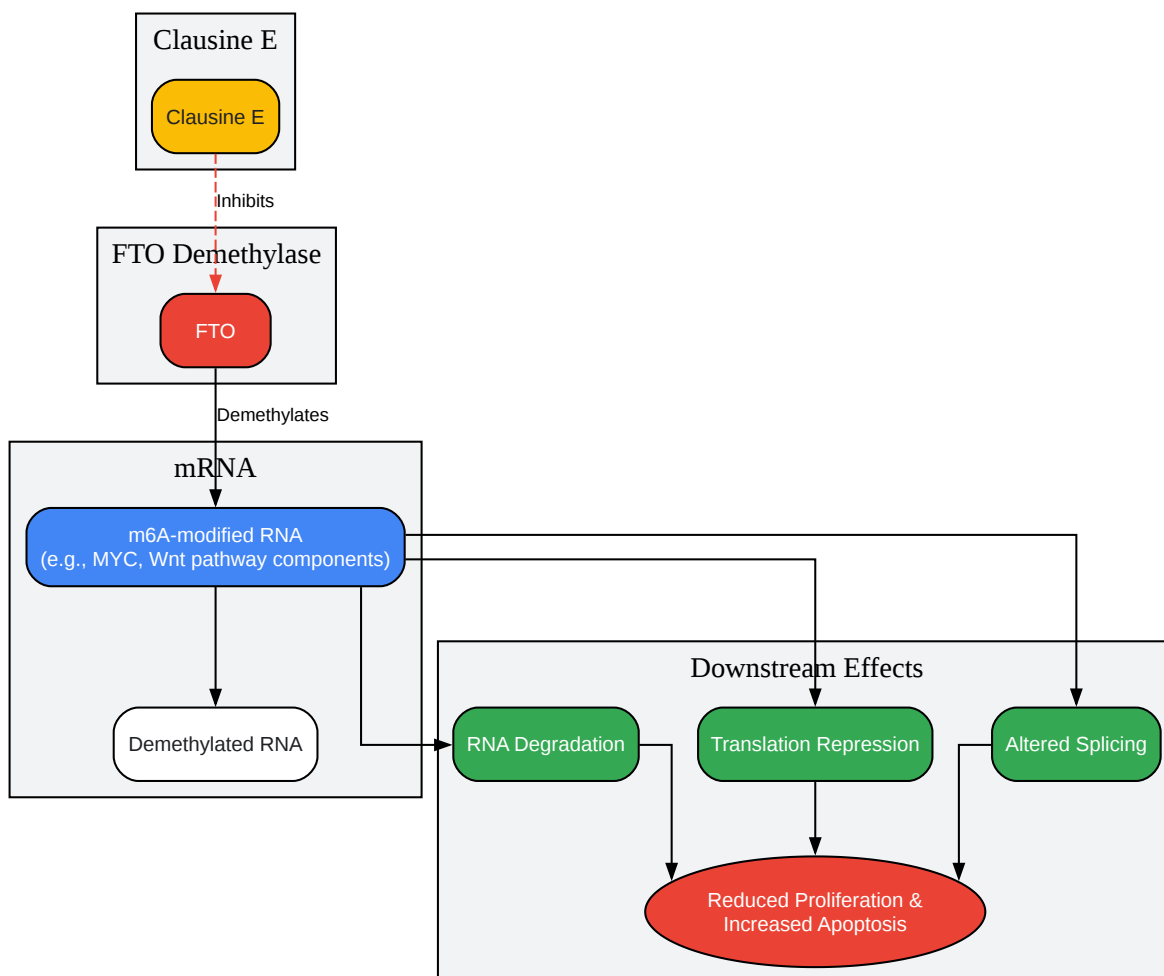 Clausine E
Clausine E
Inhibits
FTO Demethylase
FTO
Demethylates
mRNA
m6A-modified RNA
(e.g., MYC, Wnt pathway components)
Downstream Effects
Demethylated RNA
RNA Degradation
Translation Repression
Altered Splicing
Reduced Proliferation &
Increased Apoptosis